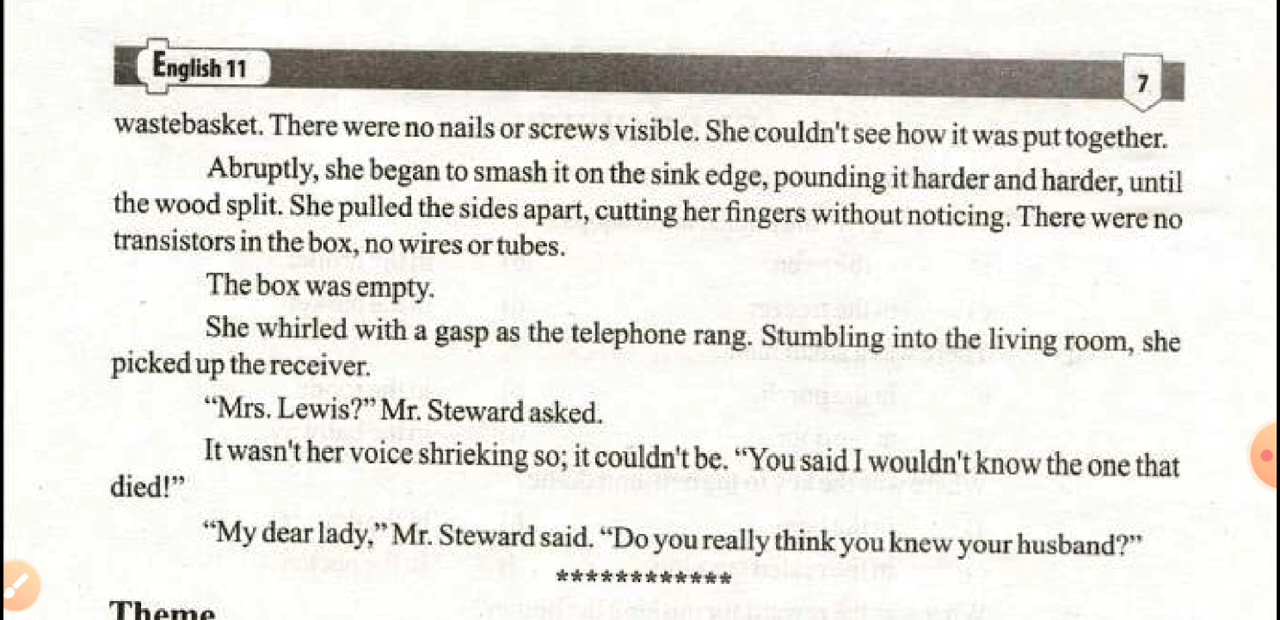 English 11
7
wastebasket. There were no nails or screws visible. She couldn't see how it was put together.
Abruptly, she began to smash it on the sink edge, pounding it harder and harder, until
the wood split. She pulled the sides apart, cutting her fingers without noticing. There were no
transistors in the box, no wires or tubes.
The box was empty.
She whirled with a gasp as the telephone rang. Stumbling into the living room, she
picked up the receiver.
“Mrs. Lewis?” Mr. Steward asked.
It wasn't her voice shrieking so; it couldn't be. “You said I wouldn't know the one that
died!”
“My dear lady,” Mr. Steward said. “Do you really think you knew your husband?”
************
Theme